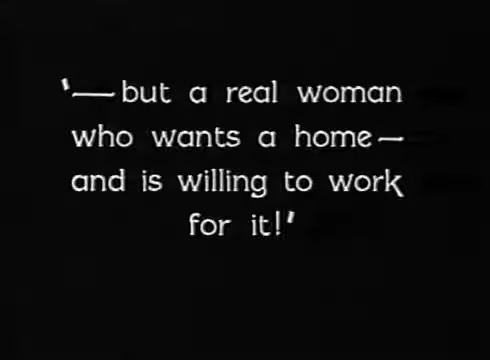 '—but a real woman
who wants a home—
and is willing to work
for it!'